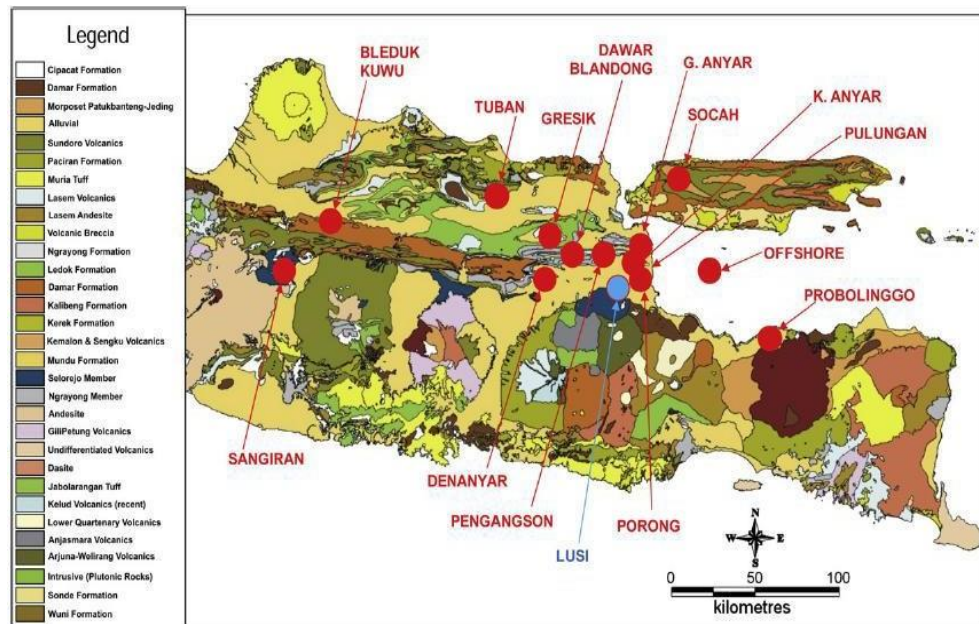 Legend
Cipacat Formation
Damar Formation
Morposet Patukbanteng-Jeding
Alluvial
Sundoro Volcanics
Paciran Formation
Muria Tuff
Lasem Volcanics
Lasem Andesite
Volcanic Breccia
Ngrayong Formation
Ledok Formation
Damar Formation
Kalibeng Formation
Kerek Formation
Kemalon & Sengku Volcanics
Mundu Formation
Selorejo Member
Ngrayong Member
Andesite
GiliPetung Volcanics
Undifferentiated Volcanics
Dasite
Jabolarangan Tuff
Kelud Volcanics (recent)
Lower Quartenary Volcanics
Anjasmara Volcanics
Arjuna-Welirang Volcanics
Intrusive (Plutonic Rocks)
Sonde Formation
Wuni Formation
BLEDUK
KUWU
TUBAN
GRESIK
DAWAR
BLANDONG
G. ANYAR
SOCAH
K. ANYAR
PULUNGAN
OFFSHORE
PROBOLINGGO
SANGIRAN
DENANYAR
PENGANGSON
LUSI
PORONG
N
W E
S
0 50 100
kilometres